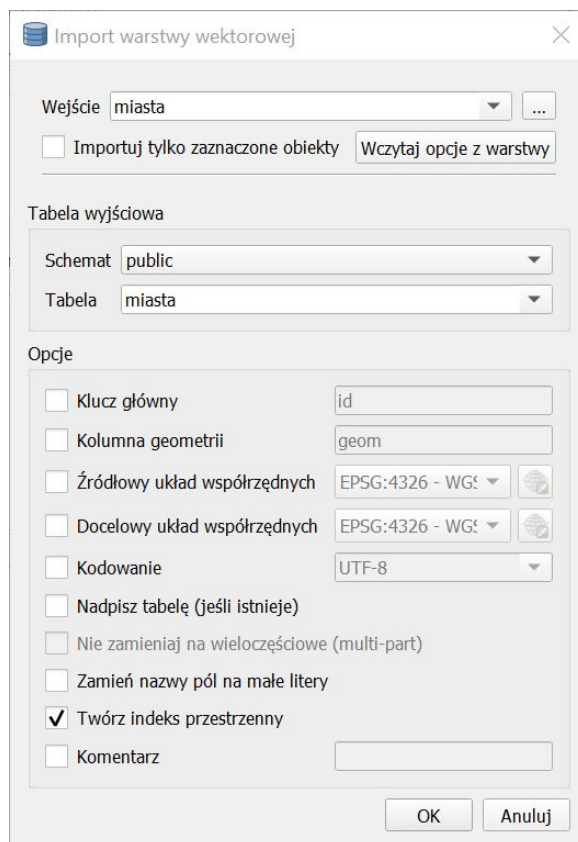 Import warstwy wektorowej
Wejście miasta ...
Importuj tylko zaznaczone obiekty Wczytaj opcje z warstwy
Tabela wyjściowa
Schemat public
Tabela miasta
Opcje
Klucz główny id
Kolumna geometrii geom
Źródłowy układ współrzędnych EPSG:4326 - WGS
Docelowy układ współrzędnych EPSG:4326 - WGS
Kodowanie UTF-8
Nadpisz tabelę (jeśli istnieje)
Nie zamieniaj na wieloczęściowe (multi-part)
Zamień nazwy pól na małe litery
Twórz indeks przestrzenny
Komentarz
OK Anuluj